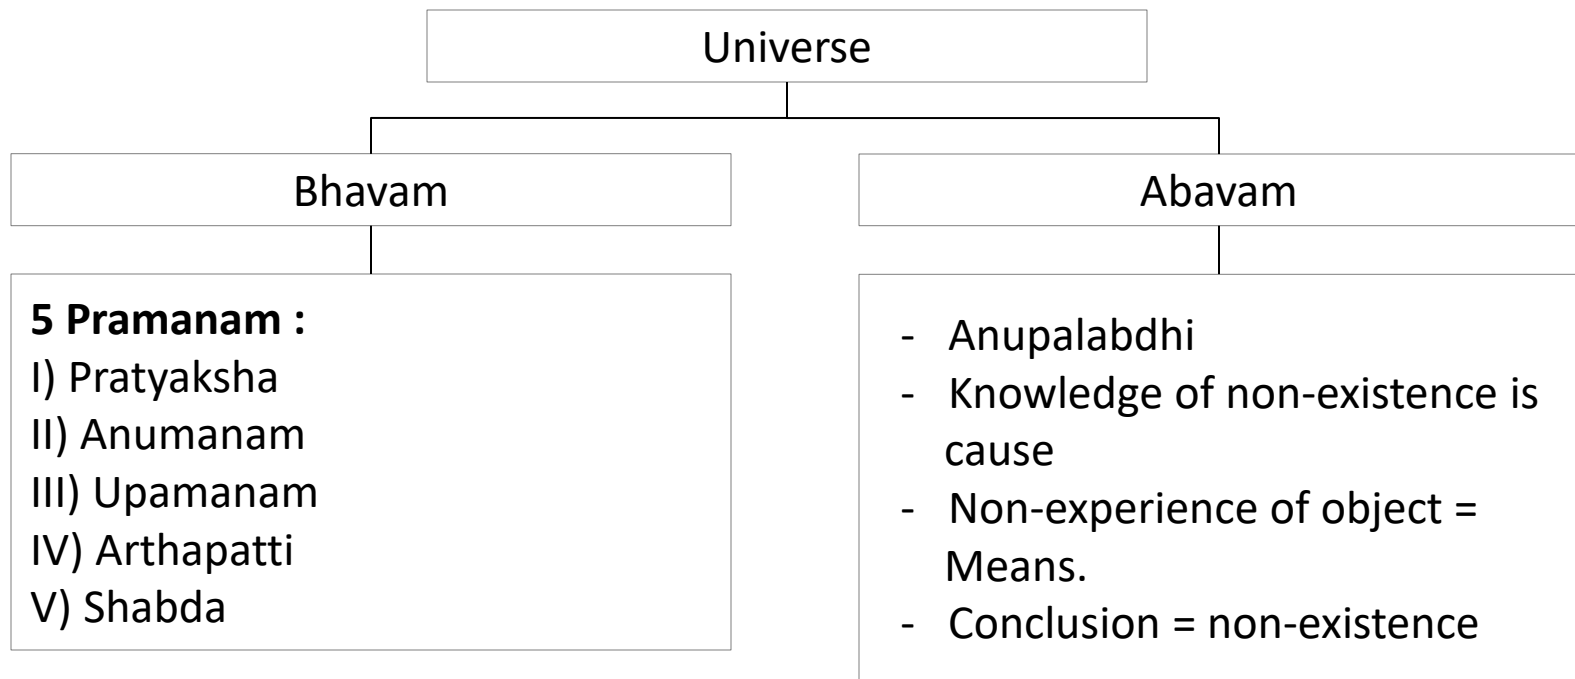 Universe
Bhavam
Abavam
5 Pramanam :
I) Pratyaksha
II) Anumanam
III) Upamanam
IV) Arthapatti
V) Shabda
- Anupalabdhi
- Knowledge of non-existence is
cause
- Non-experience of object =
Means.
- Conclusion = non-existence